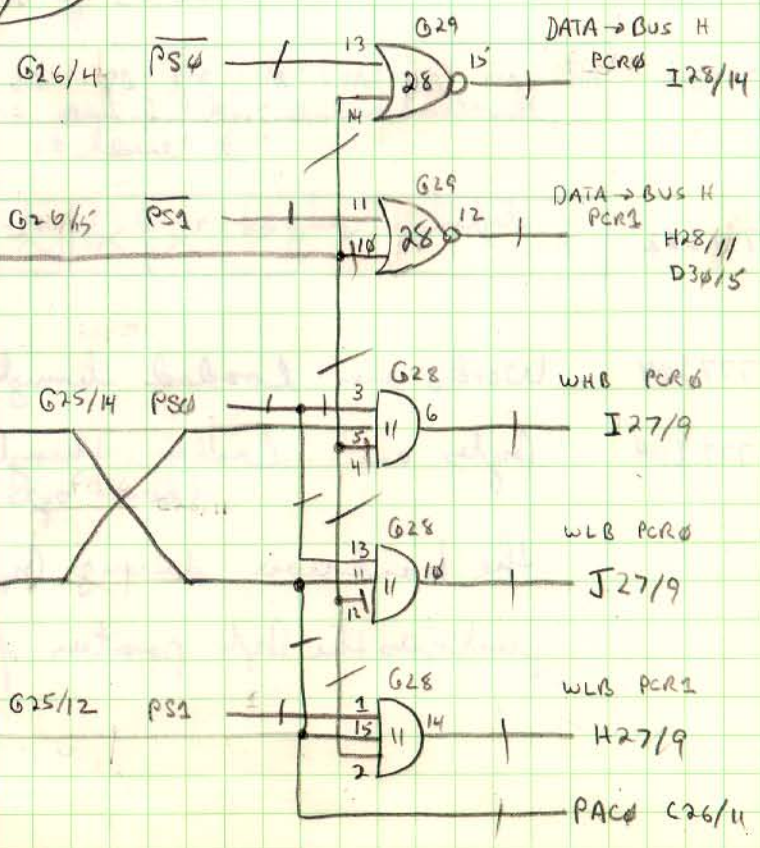 G29
DATA → BUS H
G26/4 P̅S̅0̅ 13 28 15 PCR0 I28/14
14
G29
DATA → BUS H
G26/5 P̅S̅1̅ 11 28 12 PCR1
10 H28/11
D30/5
G28 WHB PCR0
G25/14 PS0 3 6
5 11 I27/9
4
G28 WLB PCR0
13
11 11 10 J27/9
12
G28 WLB PCR1
G25/12 PS1 1 14
15 11 H27/9
2
PAC0 C26/11